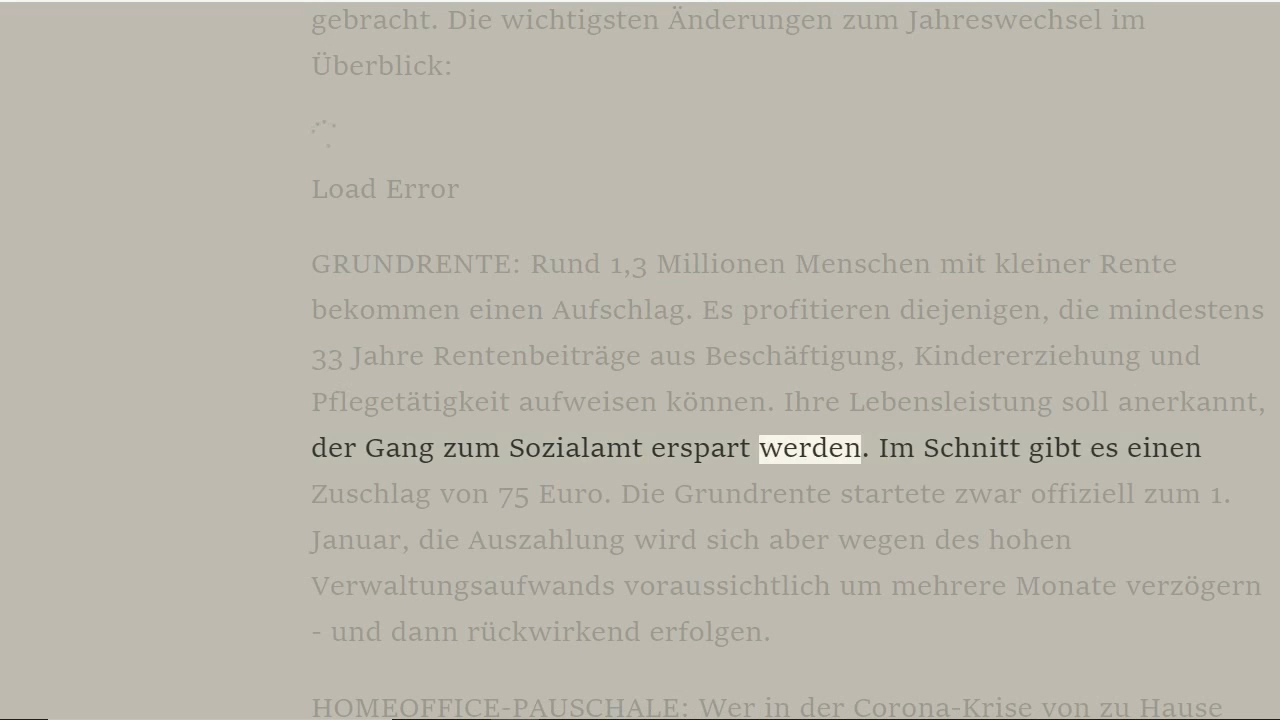 gebracht. Die wichtigsten Änderungen zum Jahreswechsel im
Überblick:
Load Error
GRUNDRENTE: Rund 1,3 Millionen Menschen mit kleiner Rente
bekommen einen Aufschlag. Es profitieren diejenigen, die mindestens
33 Jahre Rentenbeiträge aus Beschäftigung, Kindererziehung und
Pflegetätigkeit aufweisen können. Ihre Lebensleistung soll anerkannt,
der Gang zum Sozialamt erspart werden. Im Schnitt gibt es einen
Zuschlag von 75 Euro. Die Grundrente startete zwar offiziell zum 1.
Januar, die Auszahlung wird sich aber wegen des hohen
Verwaltungsaufwands voraussichtlich um mehrere Monate verzögern
- und dann rückwirkend erfolgen.
HOMEOFFICE-PAUSCHALE: Wer in der Corona-Krise von zu Hause